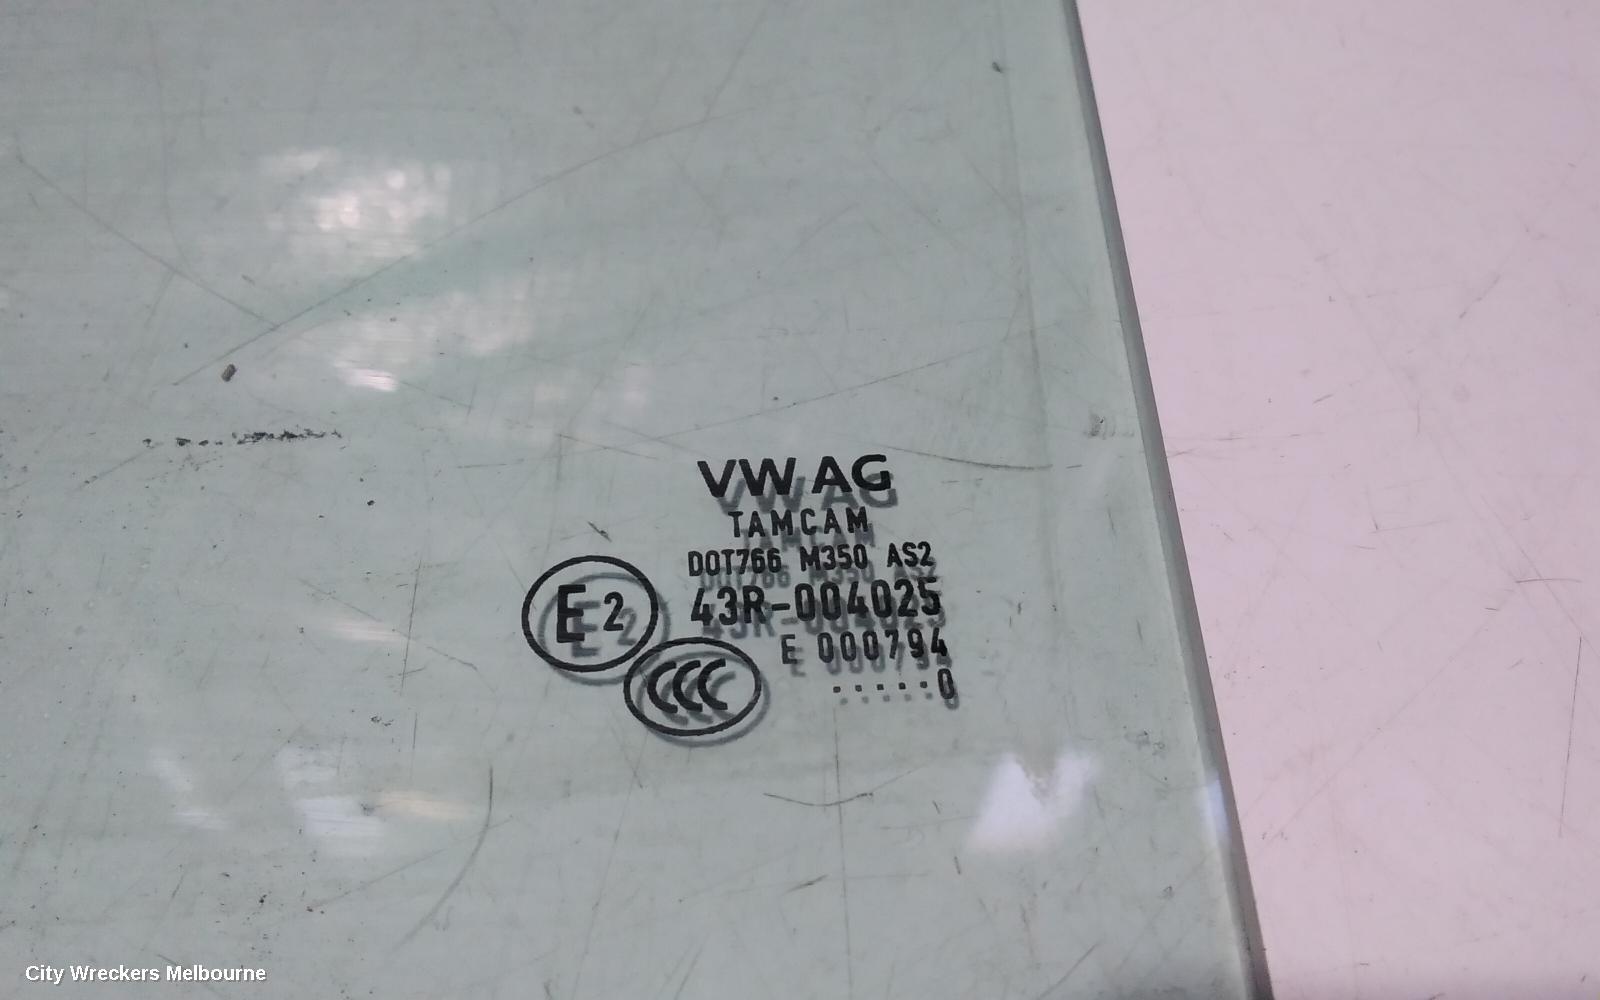 VW AG
TAMCAM
DOT766 M350 AS2
43R-004025
E2
E 000794
CCC
.....0
City Wreckers Melbourne